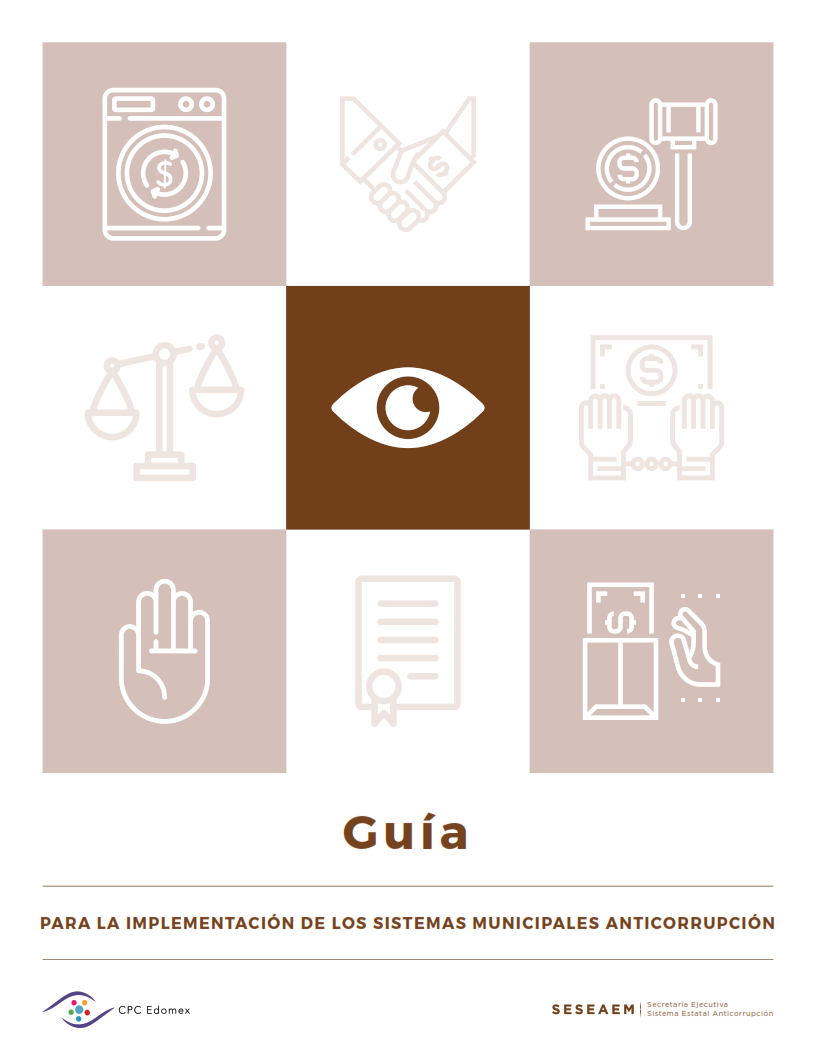 Guía
PARA LA IMPLEMENTACIÓN DE LOS SISTEMAS MUNICIPALES ANTICORRUPCIÓN
CPC Edomex
SESEAEM
Secretaría Ejecutiva
Sistema Estatal Anticorrupción